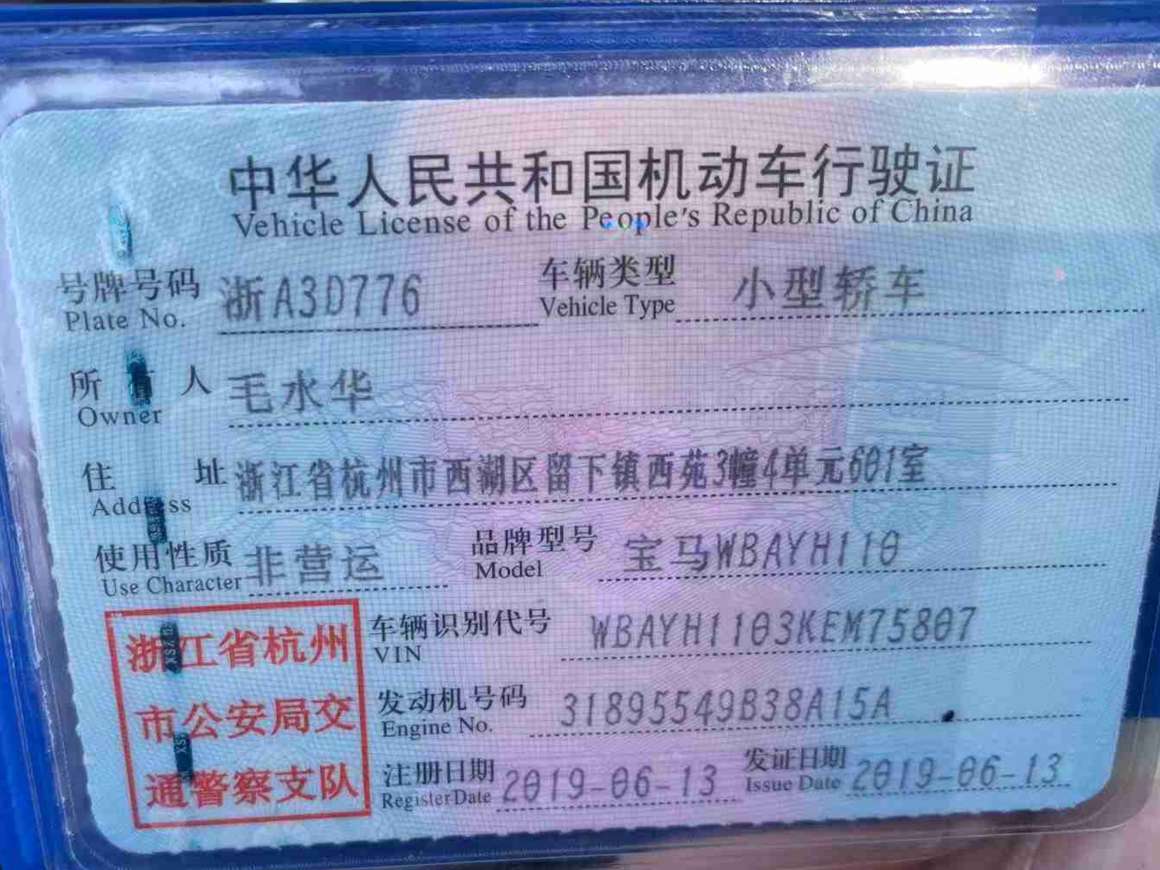 中华人民共和国机动车行驶证
Vehicle License of the People's Republic of China
号牌号码 浙A3D776 车辆类型 小型轿车
Plate No. Vehicle Type
所有人 毛水华
Owner
住址 浙江省杭州市西湖区留下镇西苑3幢4单元601室
Address
使用性质 非营运 品牌型号 宝马WBAYH110
Use Character Model
浙江省杭州
市公安局交
通警察支队
车辆识别代号 WBAYH1103KEM75807
VIN
发动机号码 31895549B38A15A
Engine No.
注册日期 2019-06-13 发证日期 2019-06-13
Register Date Issue Date